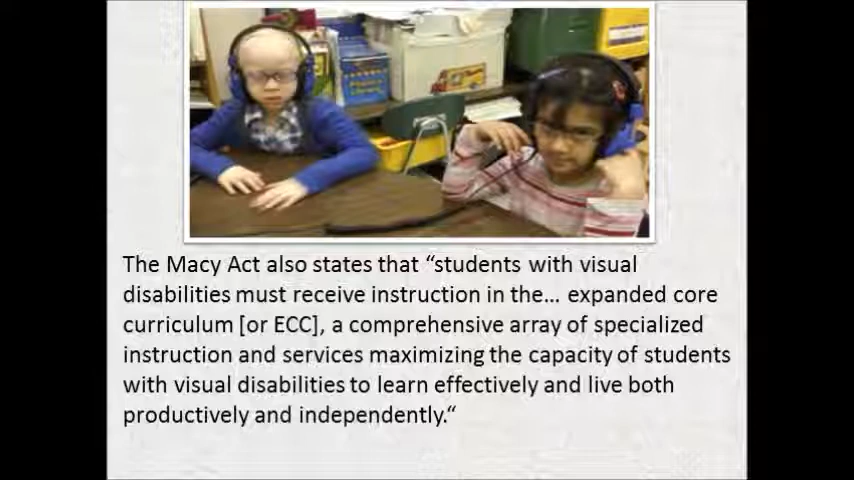 The Macy Act also states that “students with visual
disabilities must receive instruction in the… expanded core
curriculum [or ECC], a comprehensive array of specialized
instruction and services maximizing the capacity of students
with visual disabilities to learn effectively and live both
productively and independently.“